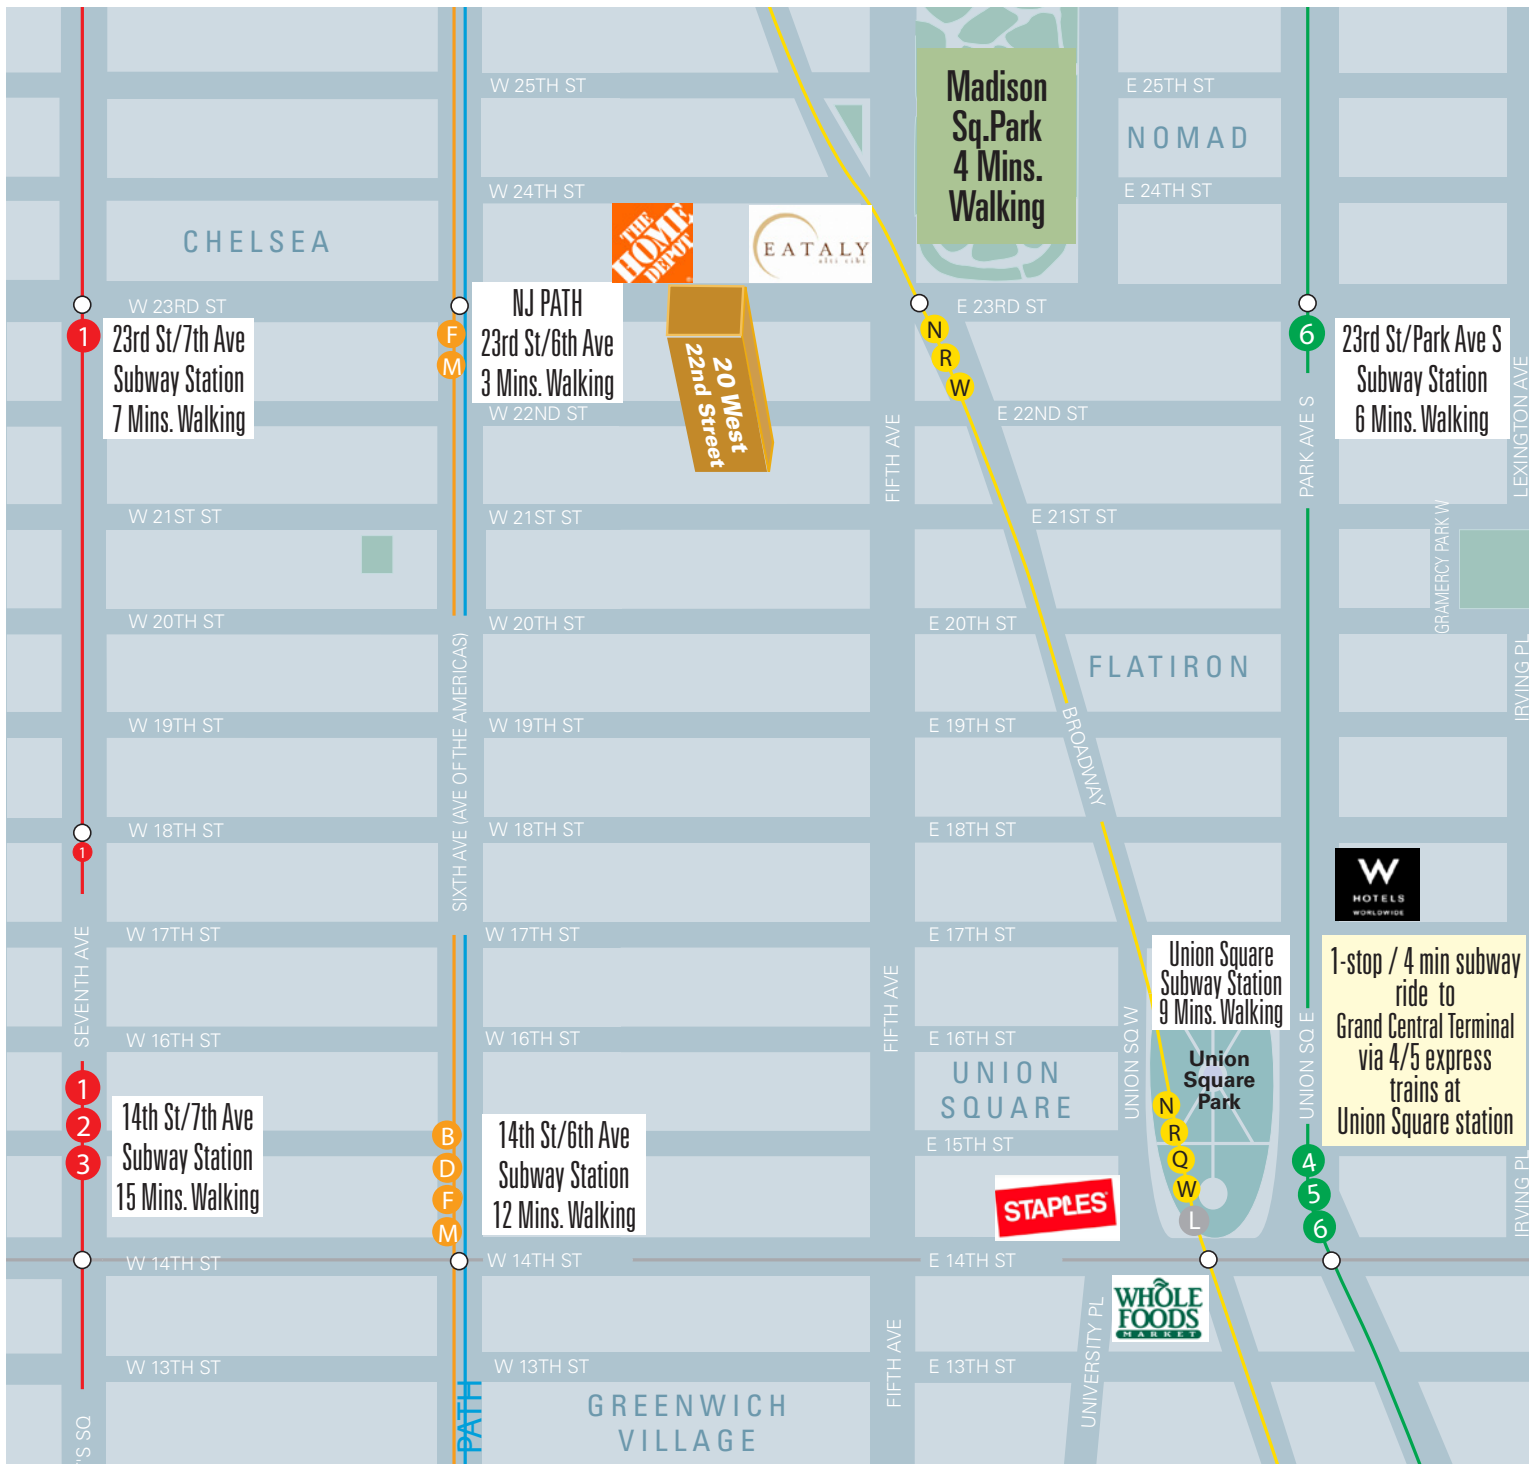 W 25TH ST
E 25TH ST
Madison
Sq.Park
4 Mins.
Walking
NOMAD
W 24TH ST
E 24TH ST
CHELSEA
THE
HOME
DEPOT
EATALY
alti cibi
W 23RD ST
E 23RD ST
1
23rd St/7th Ave
Subway Station
7 Mins. Walking
F
M
NJ PATH
23rd St/6th Ave
3 Mins. Walking
20 West
22nd Street
N
R
W
6
23rd St/Park Ave S
Subway Station
6 Mins. Walking
W 22ND ST
E 22ND ST
FIFTH AVE
PARK AVE S
LEXINGTON AVE
W 21ST ST
W 21ST ST
E 21ST ST
GRAMERCY PARK W
W 20TH ST
W 20TH ST
E 20TH ST
FLATIRON
SIXTH AVE (AVE OF THE AMERICAS)
IRVING PL
W 19TH ST
W 19TH ST
E 19TH ST
BROADWAY
W 18TH ST
W 18TH ST
E 18TH ST
1
W
HOTELS
WORLDWIDE
W 17TH ST
W 17TH ST
E 17TH ST
SEVENTH AVE
FIFTH AVE
Union Square
Subway Station
9 Mins. Walking
1-stop / 4 min subway
ride to
Grand Central Terminal
via 4/5 express
trains at
Union Square station
W 16TH ST
W 16TH ST
E 16TH ST
UNION SQ W
UNION SQ E
UNION
SQUARE
Union
Square
Park
1
2
3
14th St/7th Ave
Subway Station
15 Mins. Walking
B
D
F
M
14th St/6th Ave
Subway Station
12 Mins. Walking
E 15TH ST
N
R
Q
W
L
4
5
6
IRVING PL
STAPLES
W 14TH ST
W 14TH ST
E 14TH ST
WHOLE
FOODS
MARKET
UNIVERSITY PL
FIFTH AVE
W 13TH ST
W 13TH ST
E 13TH ST
PATH
GREENWICH
VILLAGE
'S SQ